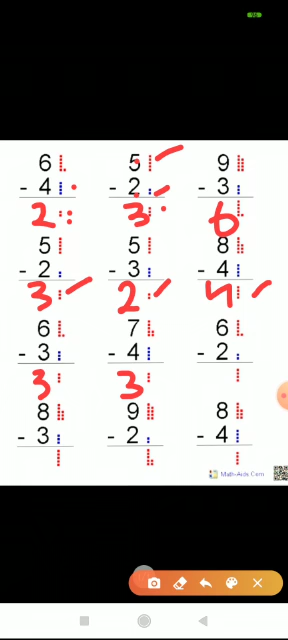 6 5 9
- 4 - 2 - 3
2 3 6
5 5 8
- 2 - 3 - 4
3 2 4
6 7 6
- 3 - 4 - 2
3 3
8 9 8
- 3 - 2 - 4
Math-Aids.Com